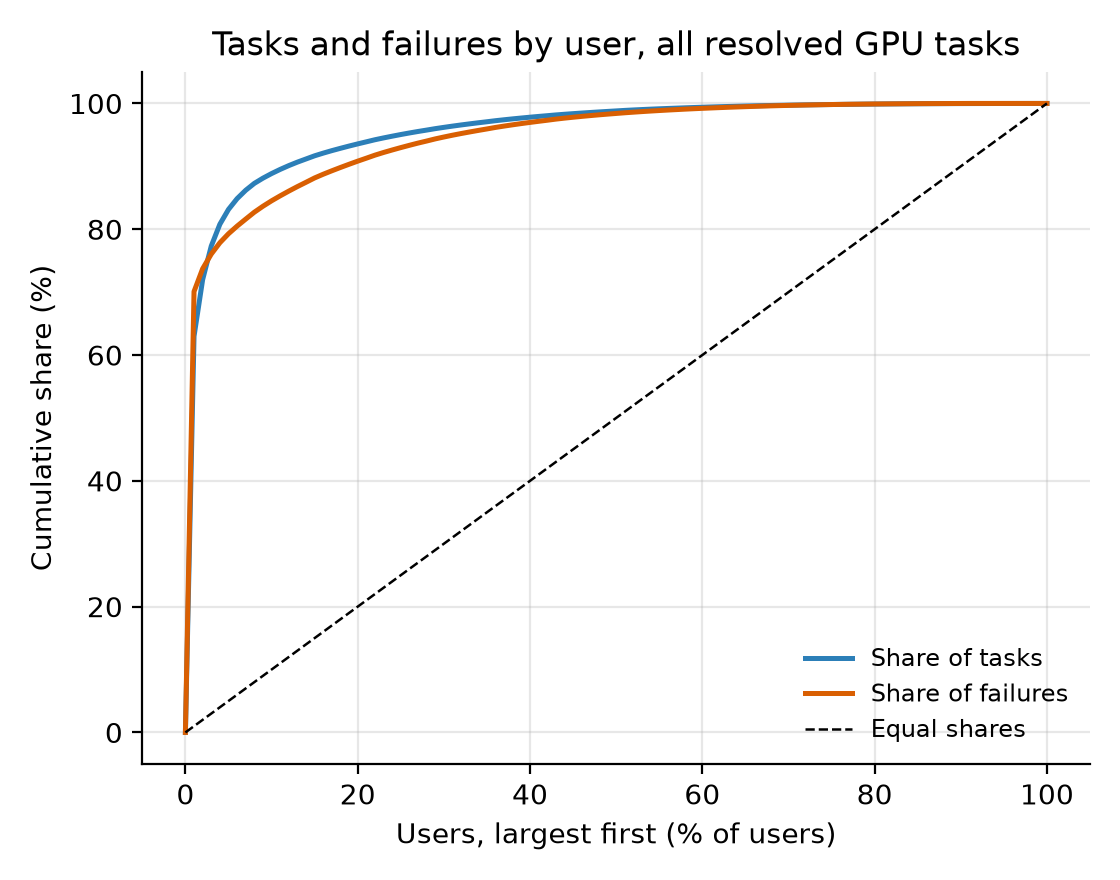 Tasks and failures by user, all resolved GPU tasks
Cumulative share (%)
100
80
60
40
20
0
Share of tasks
Share of failures
Equal shares
0 20 40 60 80 100
Users, largest first (% of users)